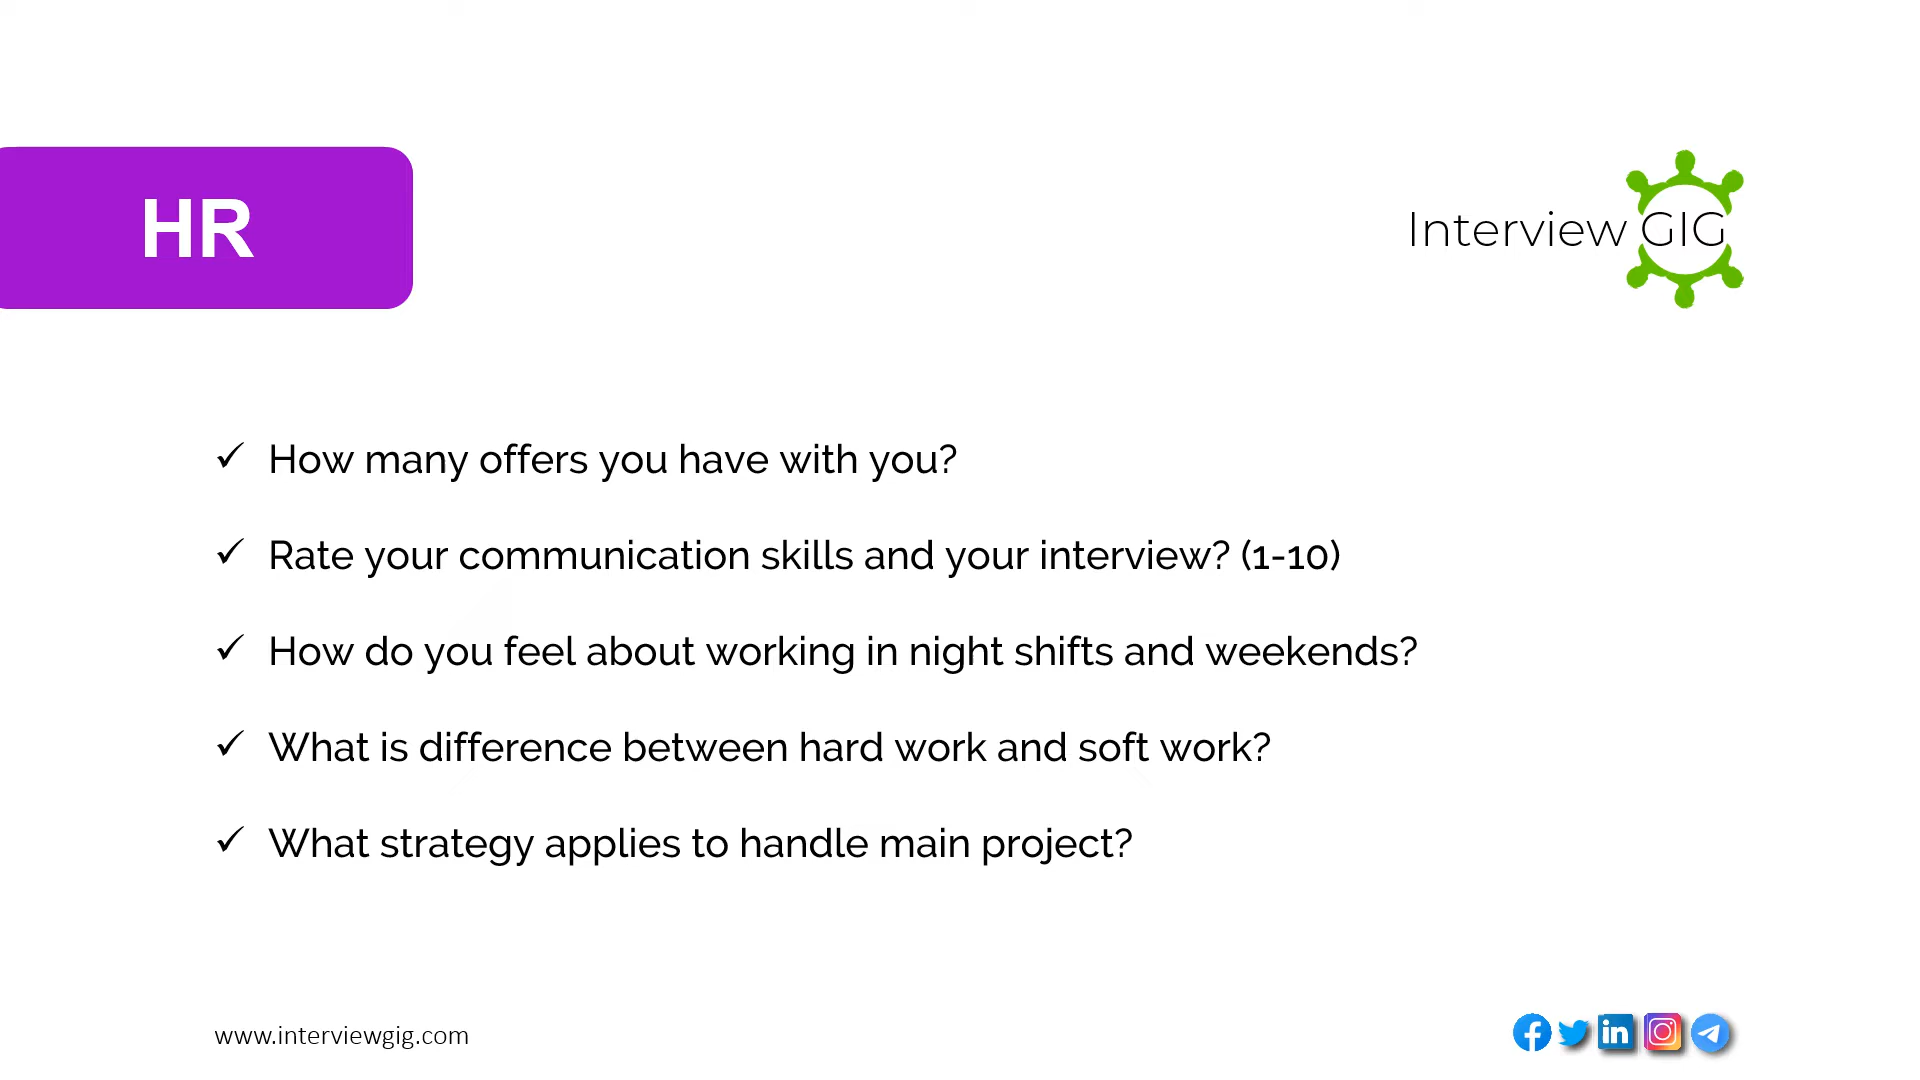 HR
Interview GIG
How many offers you have with you?
Rate your communication skills and your interview? (1-10)
How do you feel about working in night shifts and weekends?
What is difference between hard work and soft work?
What strategy applies to handle main project?
www.interviewgig.com